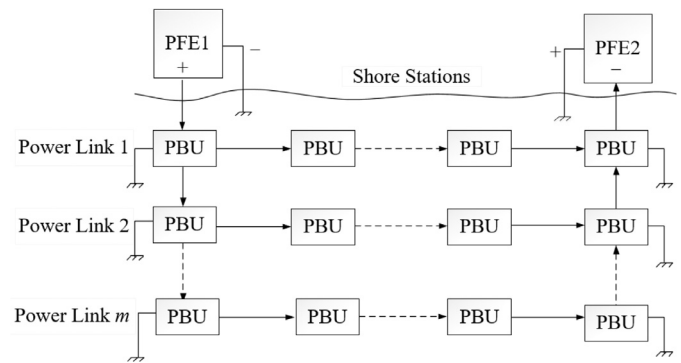 PFE1
+
−
Shore Stations
+
PFE2
−
Power Link 1
PBU
PBU
PBU
PBU
Power Link 2
PBU
PBU
PBU
PBU
Power Link m
PBU
PBU
PBU
PBU